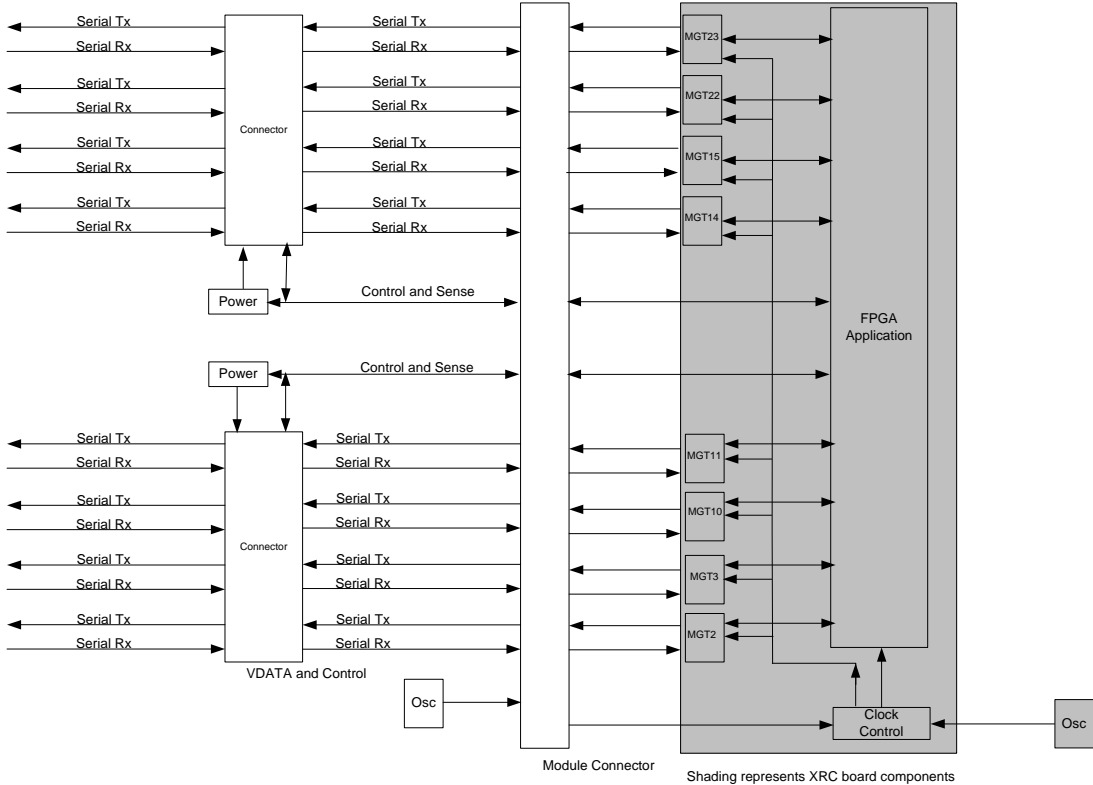 Serial Tx
Serial Tx
Serial Rx
Serial Rx
MGT23
Serial Tx
Serial Tx
Serial Rx
Serial Rx
MGT22
Connector
Serial Tx
Serial Tx
Serial Rx
Serial Rx
MGT15
Serial Tx
Serial Tx
Serial Rx
Serial Rx
MGT14
Power
Control and Sense
FPGA
Application
Power
Control and Sense
Serial Tx
Serial Tx
Serial Rx
Serial Rx
MGT11
Serial Tx
Serial Tx
Serial Rx
Serial Rx
MGT10
Connector
Serial Tx
Serial Tx
Serial Rx
Serial Rx
MGT3
Serial Tx
Serial Tx
Serial Rx
Serial Rx
MGT2
VDATA and Control
Osc
Clock
Control
Osc
Module Connector
Shading represents XRC board components